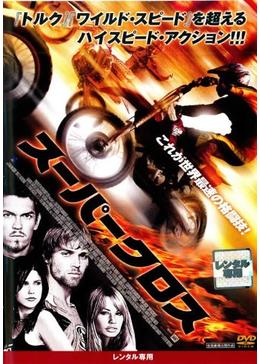 『トルク』『ワイルド・スピード』を超える
ハイスピード・アクション!!!
これが世界最速の格闘技!
スーパークロス
レンタル
専用
DVD
VIDEO
レンタル専用